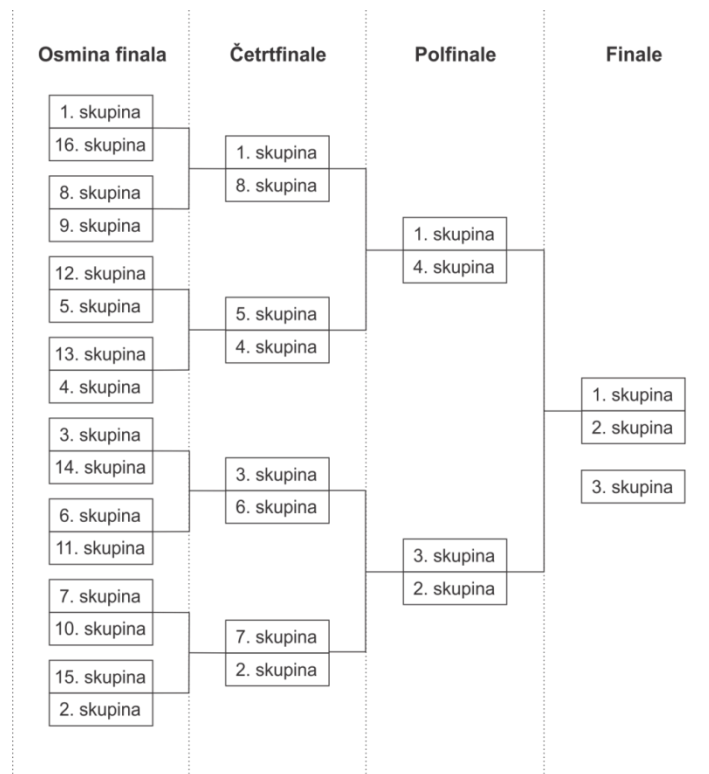 Osmina finala
Četrtfinale
Polfinale
Finale
1. skupina
16. skupina
8. skupina
9. skupina
12. skupina
5. skupina
13. skupina
4. skupina
3. skupina
14. skupina
6. skupina
11. skupina
7. skupina
10. skupina
15. skupina
2. skupina
1. skupina
8. skupina
5. skupina
4. skupina
3. skupina
6. skupina
7. skupina
2. skupina
1. skupina
4. skupina
3. skupina
2. skupina
1. skupina
2. skupina
3. skupina